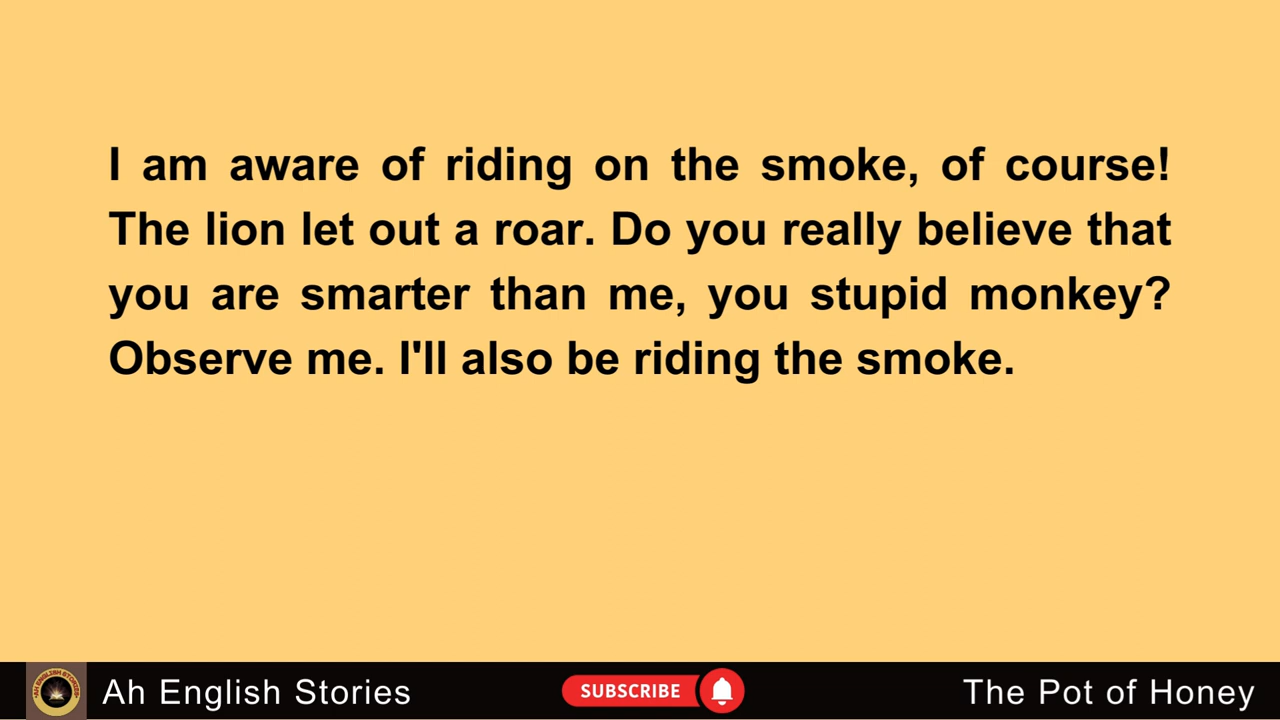 I am aware of riding on the smoke, of course!
The lion let out a roar. Do you really believe that
you are smarter than me, you stupid monkey?
Observe me. I'll also be riding the smoke.
Ah English Stories
SUBSCRIBE
The Pot of Honey